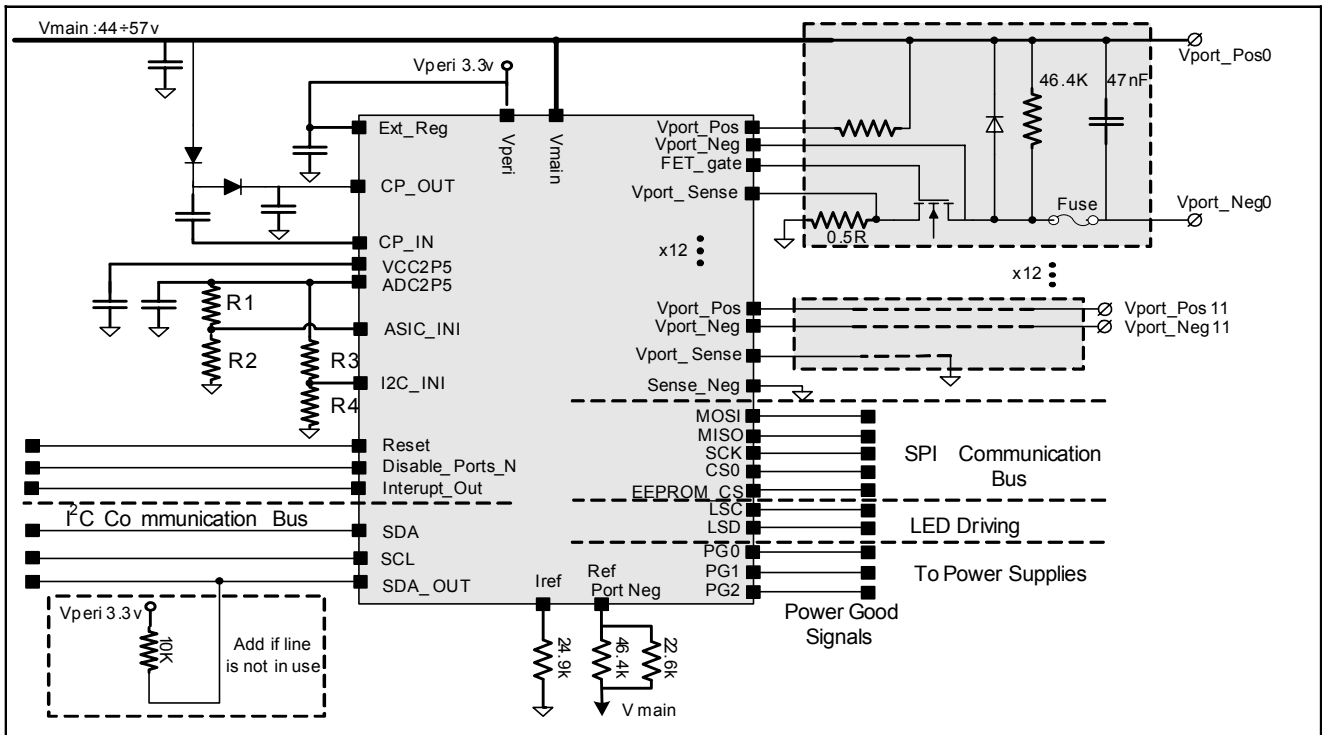 Vmain :44÷57v
Vperi 3.3v
Vport_Pos0
46.4K
47nF
Ext_Reg
Vperi
Vmain
Vport_Pos
Vport_Neg
FET_gate
Vport_Sense
CP_OUT
Fuse
Vport_Neg0
0.5R
CP_IN
x12
VCC2P5
ADC2P5
x12
R1
ASIC_INI
Vport_Pos
Vport_Neg
Vport_Pos 11
Vport_Neg 11
R2
R3
Vport_Sense
I2C_INI
Sense_Neg
R4
MOSI
MISO
SCK
CS0
EEPROM_CS
SPI Communication
Bus
Reset
Disable_Ports_N
Interupt_Out
I²C Co mmunication Bus
LSC
LSD
LED Driving
SDA
SCL
SDA_OUT
PG0
PG1
PG2
To Power Supplies
Power Good
Signals
Iref
Ref
Port Neg
Vperi 3.3v
10K
Add if line
is not in use
24.9k
46.4k
22.6k
V main